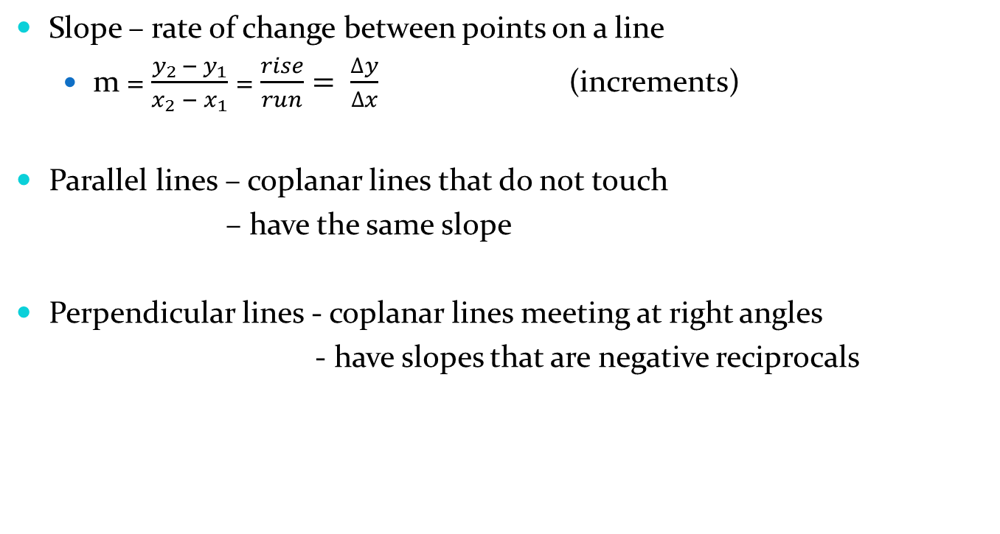 • Slope – rate of change between points on a line
• m = \frac{y_2 - y_1}{x_2 - x_1} = \frac{rise}{run} = \frac{Δy}{Δx} (increments)
• Parallel lines – coplanar lines that do not touch
– have the same slope
• Perpendicular lines - coplanar lines meeting at right angles
- have slopes that are negative reciprocals